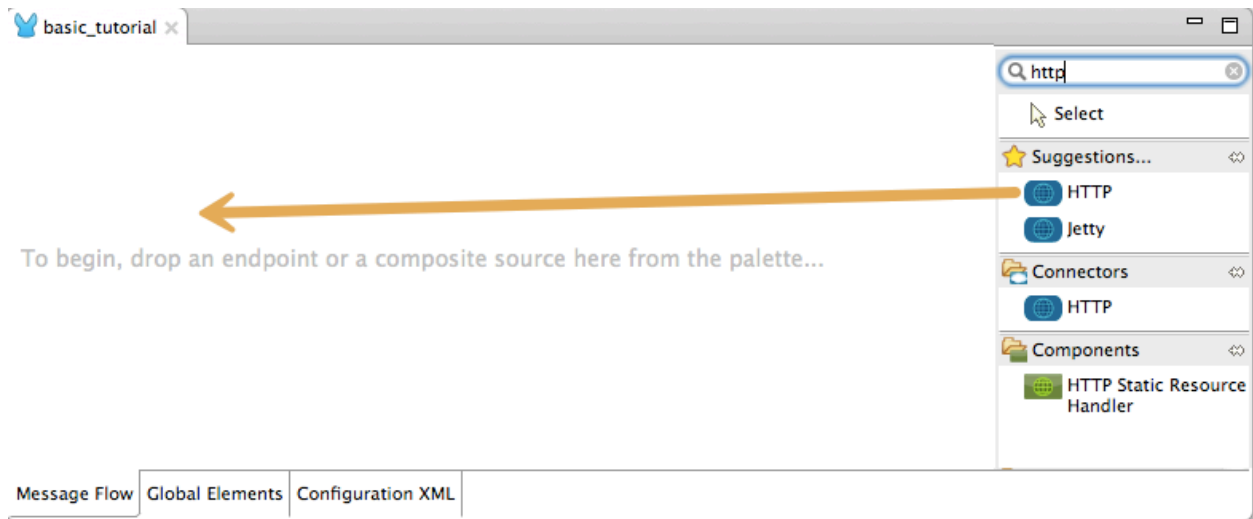 basic_tutorial
http
Select
Suggestions...
HTTP
Jetty
To begin, drop an endpoint or a composite source here from the palette...
Connectors
HTTP
Components
HTTP Static Resource
Handler
Message Flow
Global Elements
Configuration XML